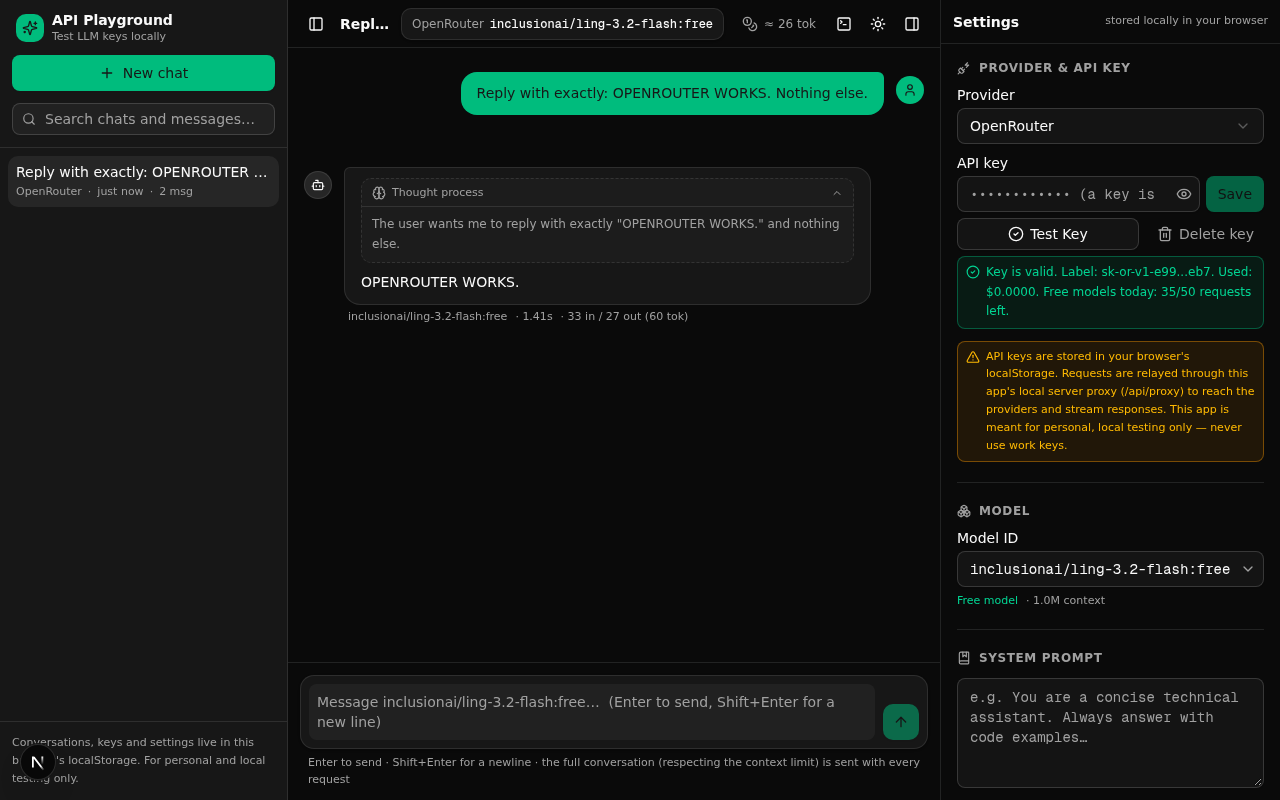 API Playground
Test LLM keys locally
New chat
Search chats and messages…
Reply with exactly: OPENROUTER …
OpenRouter · just now · 2 msg
Conversations, keys and settings live in this
b 's localStorage. For personal and local
testing only.
N
Repl…
OpenRouter inclusionai/ling-3.2-flash:free
≈ 26 tok
Reply with exactly: OPENROUTER WORKS. Nothing else.
Thought process
The user wants me to reply with exactly "OPENROUTER WORKS." and nothing
else.
OPENROUTER WORKS.
inclusionai/ling-3.2-flash:free · 1.41s · 33 in / 27 out (60 tok)
Message inclusionai/ling-3.2-flash:free… (Enter to send, Shift+Enter for a
new line)
Enter to send · Shift+Enter for a newline · the full conversation (respecting the context limit) is sent with every
request
Settings
stored locally in your browser
PROVIDER & API KEY
Provider
OpenRouter
API key
•••••••••••• (a key is
Save
Test Key
Delete key
Key is valid. Label: sk-or-v1-e99...eb7. Used:
$0.0000. Free models today: 35/50 requests
left.
API keys are stored in your browser's
localStorage. Requests are relayed through this
app's local server proxy (/api/proxy) to reach the
providers and stream responses. This app is
meant for personal, local testing only — never
use work keys.
MODEL
Model ID
inclusionai/ling-3.2-flash:free
Free model · 1.0M context
SYSTEM PROMPT
e.g. You are a concise technical
assistant. Always answer with
code examples…